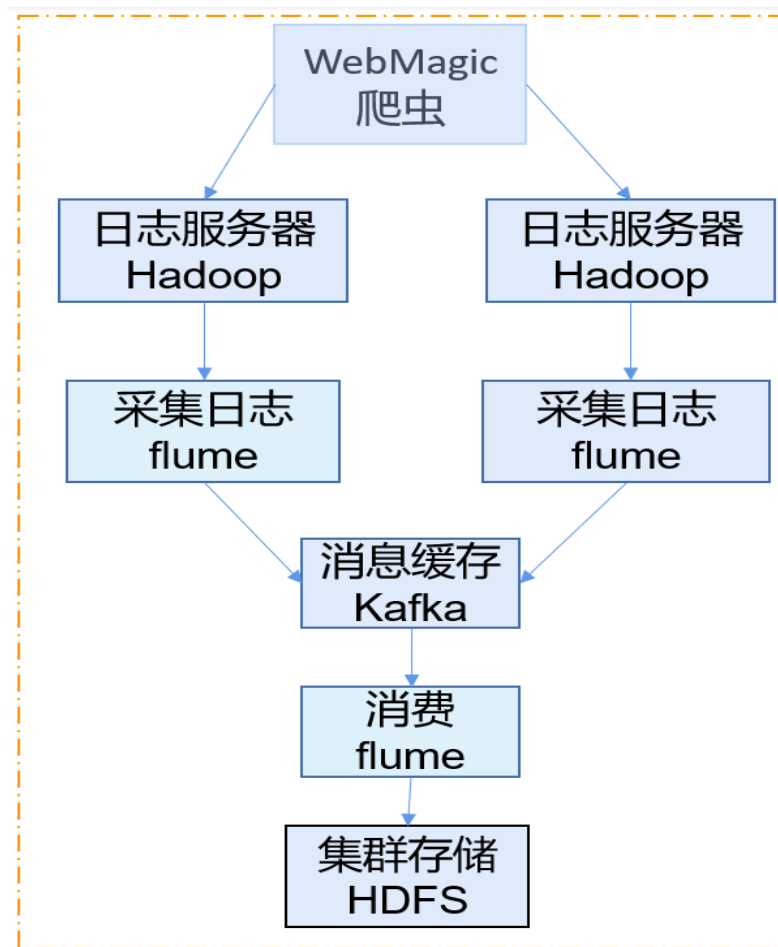 WebMagic
爬虫
日志服务器
Hadoop
日志服务器
Hadoop
采集日志
flume
采集日志
flume
消息缓存
Kafka
消费
flume
集群存储
HDFS